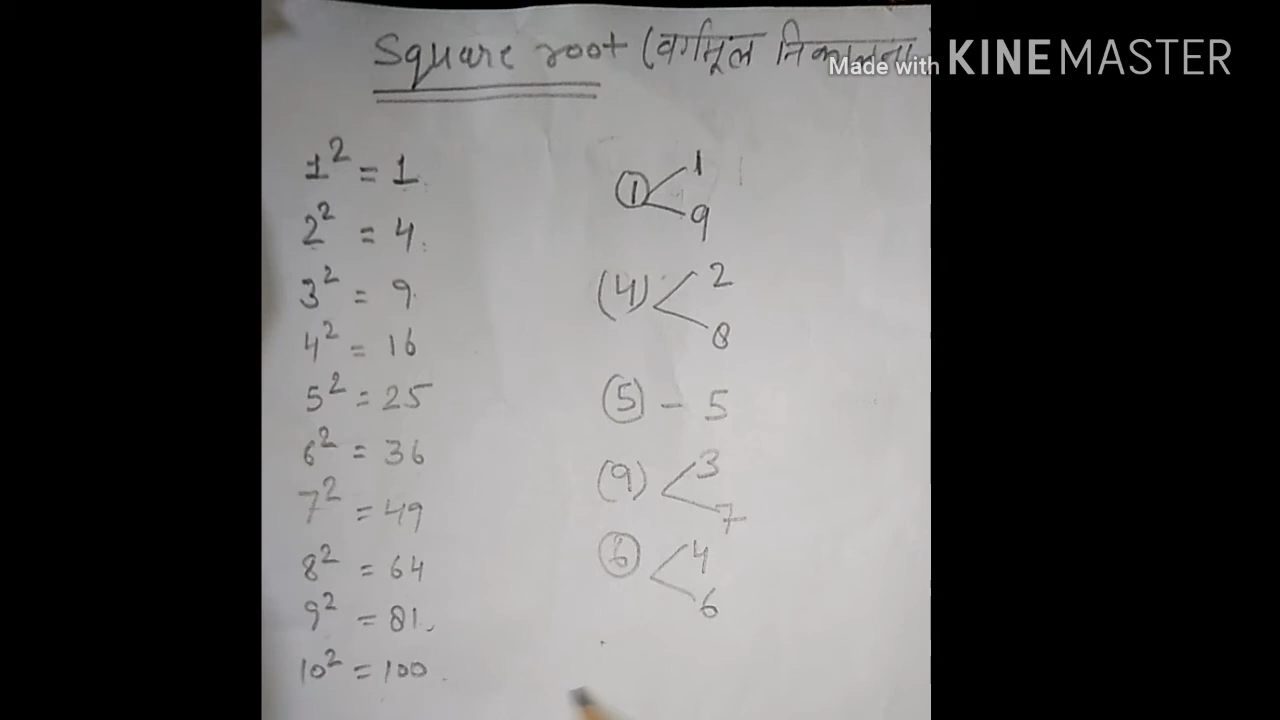 Square root (वर्गमूल निकालना
Made with KINEMASTER
1² = 1
2² = 4
3² = 9
4² = 16
5² = 25
6² = 36
7² = 49
8² = 64
9² = 81
10² = 100
1 < 1
9
(4) < 2
8
5 - 5
(9) < 3
7
6 < 4
6